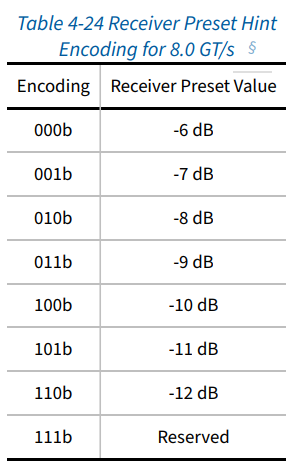 Table 4-24 Receiver Preset Hint
Encoding for 8.0 GT/s §
Encoding Receiver Preset Value
000b -6 dB
001b -7 dB
010b -8 dB
011b -9 dB
100b -10 dB
101b -11 dB
110b -12 dB
111b Reserved